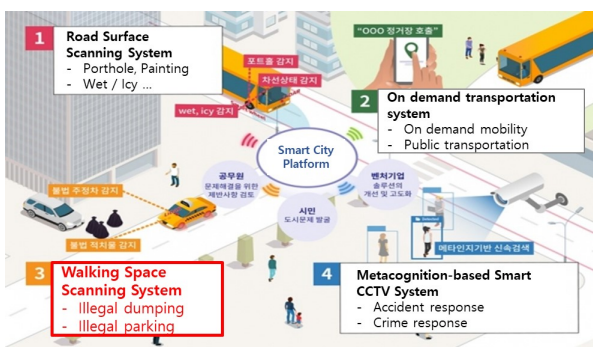 1
Road Surface
Scanning System
- Porthole, Painting
- Wet / Icy ...
포트홀 감지
차선상태 감지
wet, icy 감지
“OOO 정거장 호출”
2
On demand transportation
system
- On demand mobility
- Public transportation
Smart City
Platform
공무원
문제해결을 위한
제반사항 검토
벤처기업
솔루션의
개선 및 고도화
시민
도시문제 발굴
불법 주정차 감지
불법 적치물 감지
Detected
메타인지기반 신속검색
3
Walking Space
Scanning System
- Illegal dumping
- Illegal parking
4
Metacognition-based Smart
CCTV System
- Accident response
- Crime response